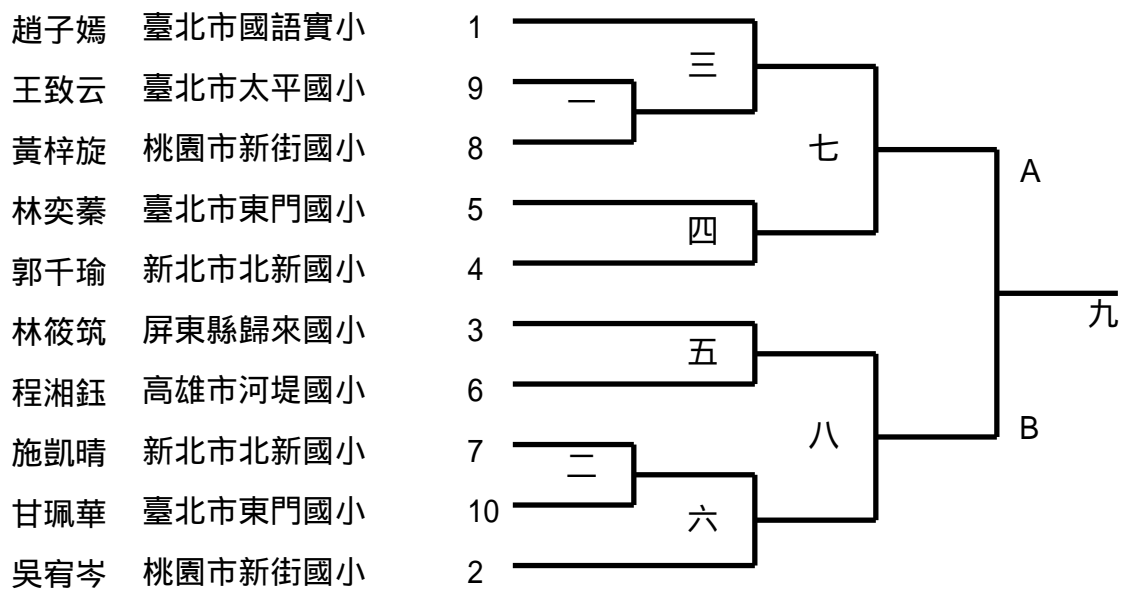 趙子嫣 臺北市國語實小 1
三
王致云 臺北市太平國小 9
一
黃梓旋 桃園市新街國小 8
七
A
林奕蓁 臺北市東門國小 5
四
郭千瑜 新北市北新國小 4
九
林筱筑 屏東縣歸來國小 3
五
程湘鈺 高雄市河堤國小 6
八
B
施凱晴 新北市北新國小 7
二
甘珮華 臺北市東門國小 10
六
吳宥岑 桃園市新街國小 2